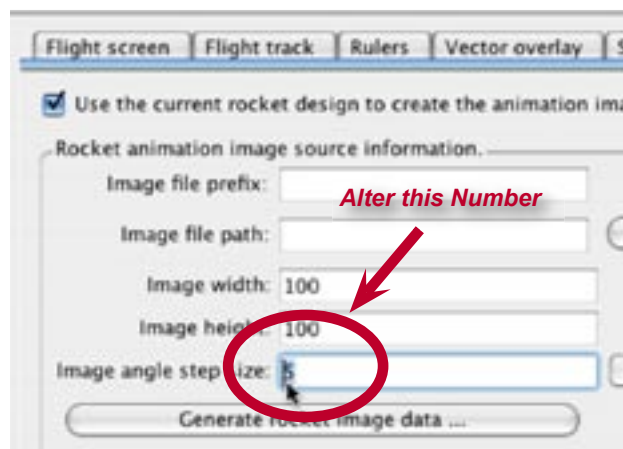 Flight screen Flight track Rulers Vector overlay S
Use the current rocket design to create the animation ima
Rocket animation image source information.
Image file prefix:
Alter this Number
Image file path:
Image width: 100
Image height: 100
Image angle step size: 5
Generate rocket image data ...